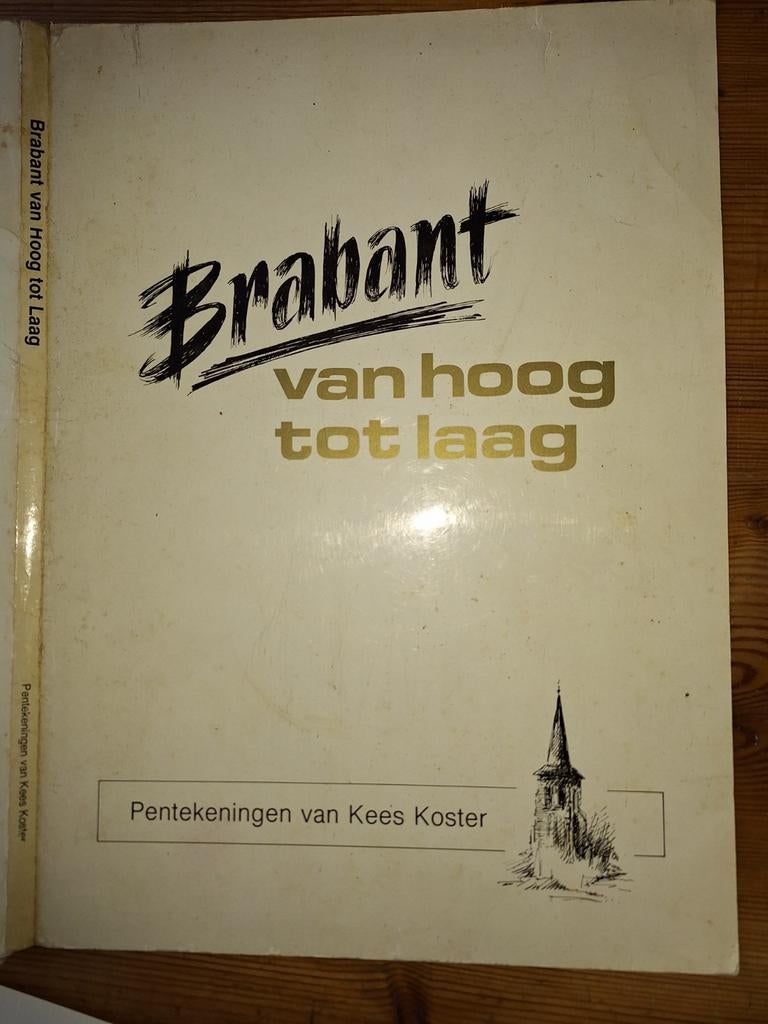 Brabant van Hoog tot Laag
Pentekeningen van Kees Koster
Brabant
van hoog
tot laag
Pentekeningen van Kees Koster